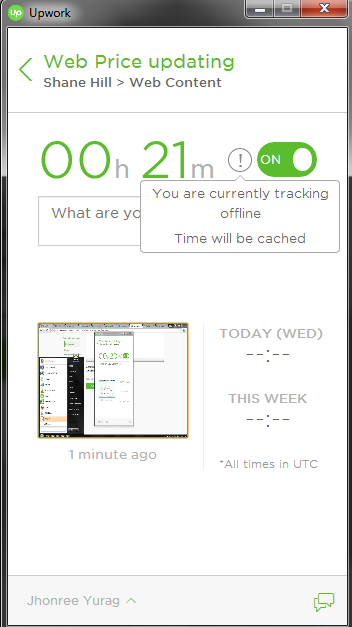 Upwork
Web Price updating
Shane Hill > Web Content
00h 21m
ON
What are yo
You are currently tracking
offline
Time will be cached
TODAY (WED)
--:--
THIS WEEK
--:--
1 minute ago
*All times in UTC
Jhonree Yurag